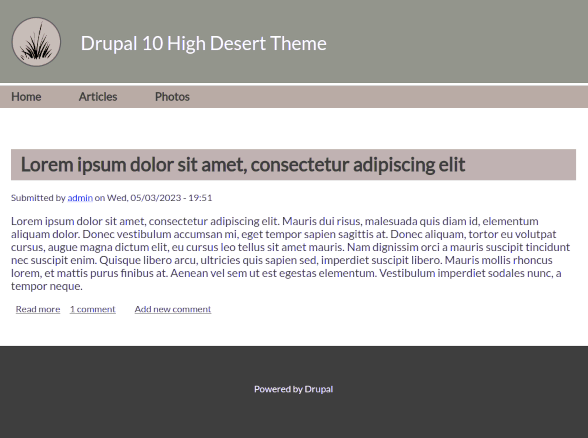 Drupal 10 High Desert Theme
Home Articles Photos
Lorem ipsum dolor sit amet, consectetur adipiscing elit
Submitted by admin on Wed, 05/03/2023 - 19:51
Lorem ipsum dolor sit amet, consectetur adipiscing elit. Mauris dui risus, malesuada quis diam id, elementum
aliquam dolor. Donec vestibulum accumsan mi, eget tempor sapien sagittis at. Donec aliquam, tortor eu volutpat
cursus, augue magna dictum elit, eu cursus leo tellus sit amet mauris. Nam dignissim orci a mauris suscipit tincidunt
nec suscipit enim. Quisque libero arcu, ultricies quis sapien sed, imperdiet suscipit libero. Mauris mollis rhoncus
lorem, et mattis purus finibus at. Aenean vel sem ut est egestas elementum. Vestibulum imperdiet sodales nunc, a
tempor neque.
Read more 1 comment Add new comment
Powered by Drupal